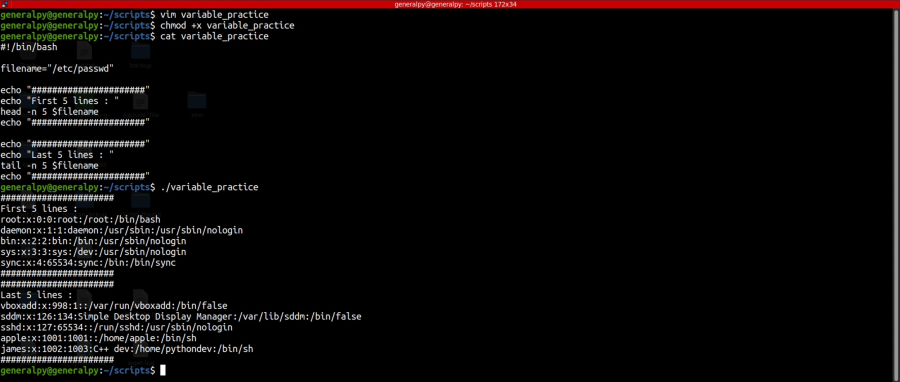 generalpy@generalpy: ~/scripts 172x34
generalpy@generalpy:~/scripts$ vim variable_practice
generalpy@generalpy:~/scripts$ chmod +x variable_practice
generalpy@generalpy:~/scripts$ cat variable_practice
#!/bin/bash
filename="/etc/passwd"
echo "######################"
echo "First 5 lines : "
head -n 5 $filename
echo "######################"
echo "######################"
echo "Last 5 lines : "
tail -n 5 $filename
echo "######################"
generalpy@generalpy:~/scripts$ ./variable_practice
######################
First 5 lines :
root:x:0:0:root:/root:/bin/bash
daemon:x:1:1:daemon:/usr/sbin:/usr/sbin/nologin
bin:x:2:2:bin:/bin:/usr/sbin/nologin
sys:x:3:3:sys:/dev:/usr/sbin/nologin
sync:x:4:65534:sync:/bin:/bin/sync
######################
######################
Last 5 lines :
vboxadd:x:998:1::/var/run/vboxadd:/bin/false
sddm:x:126:134:Simple Desktop Display Manager:/var/lib/sddm:/bin/false
sshd:x:127:65534::/run/sshd:/usr/sbin/nologin
apple:x:1001:1001::/home/apple:/bin/sh
james:x:1002:1003:C++ dev:/home/pythondev:/bin/sh
######################
generalpy@generalpy:~/scripts$